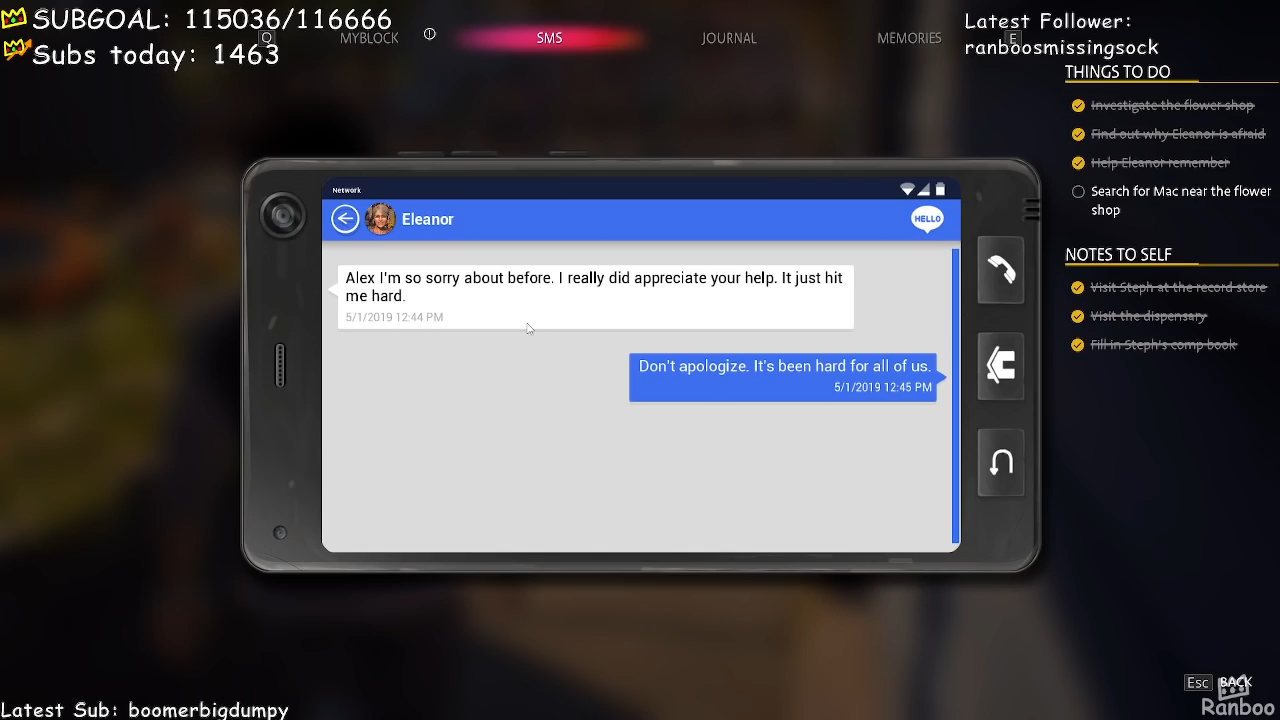 SUBGOAL: 115036/116666
Subs today: 1463
Q
MYBLOCK
SMS
JOURNAL
MEMORIES
E
Latest Follower:
ranboosmissingsock
THINGS TO DO
Investigate the flower shop
Find out why Eleanor is afraid
Help Eleanor remember
Search for Mac near the flower
shop
NOTES TO SELF
Visit Steph at the record store
Visit the dispensary
Fill in Steph's comp book
Network
Eleanor
HELLO
Alex I'm so sorry about before. I really did appreciate your help. It just hit
me hard.
5/1/2019 12:44 PM
Don't apologize. It's been hard for all of us.
5/1/2019 12:45 PM
Esc BACK
Ranboo
Latest Sub: boomerbigdumpy